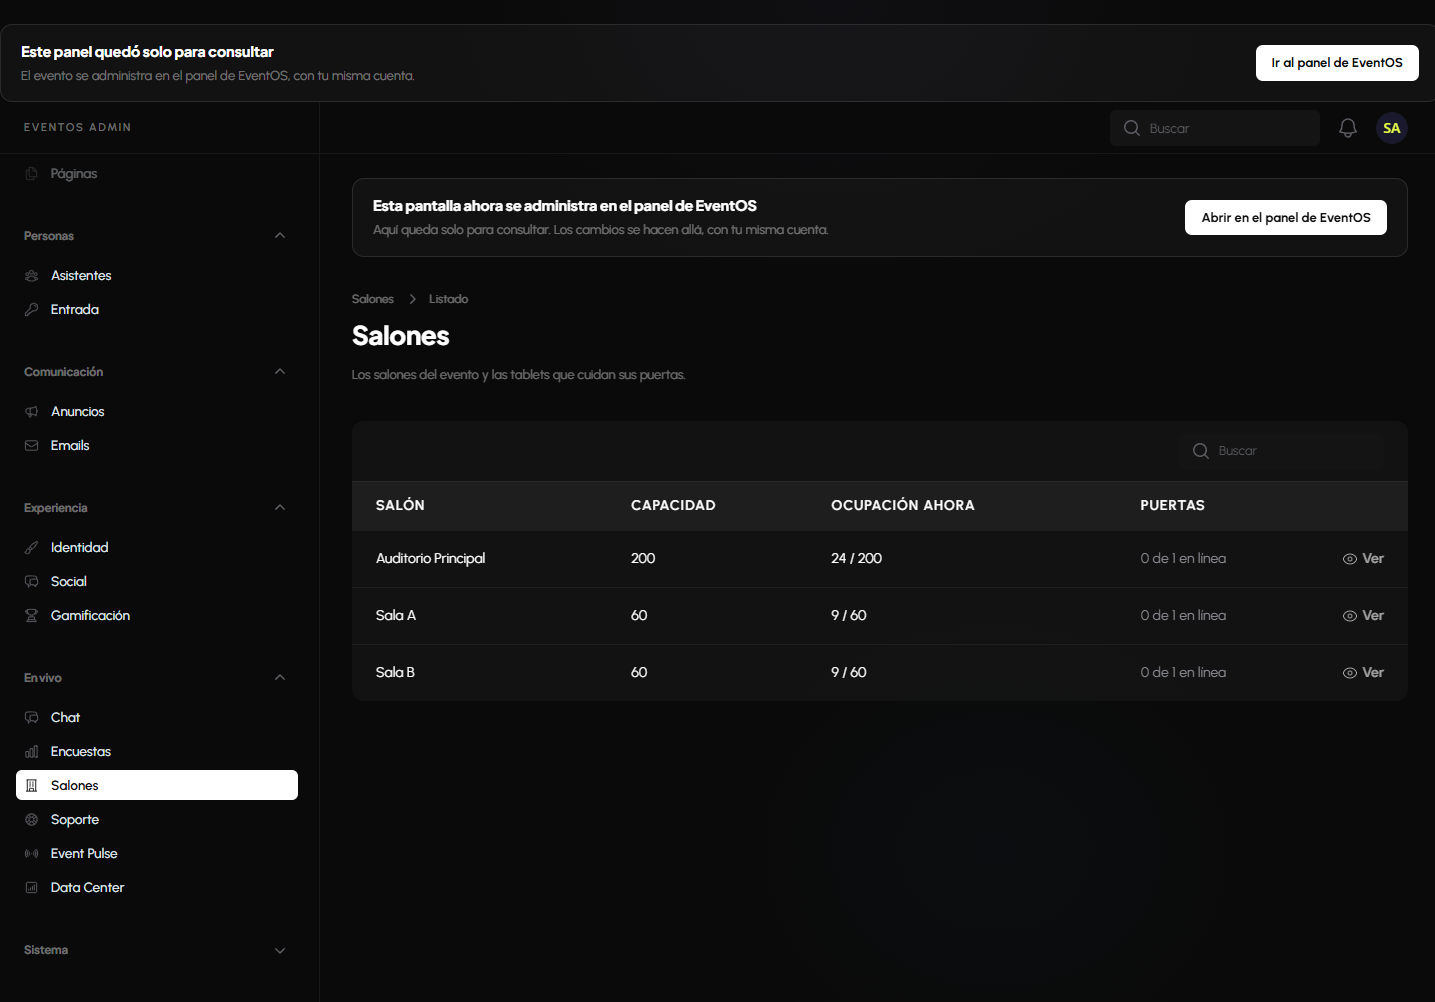 Este panel quedó solo para consultar
El evento se administra en el panel de EventOS, con tu misma cuenta.
Ir al panel de EventOS
EVENTOS ADMIN
Buscar
SA
Páginas
Personas
Asistentes
Entrada
Comunicación
Anuncios
Emails
Experiencia
Identidad
Social
Gamificación
En vivo
Chat
Encuestas
Salones
Soporte
Event Pulse
Data Center
Sistema
Esta pantalla ahora se administra en el panel de EventOS
Aquí queda solo para consultar. Los cambios se hacen allá, con tu misma cuenta.
Abrir en el panel de EventOS
Salones > Listado
Salones
Los salones del evento y las tablets que cuidan sus puertas.
Buscar
SALÓN CAPACIDAD OCUPACIÓN AHORA PUERTAS
Auditorio Principal 200 24 / 200 0 de 1 en línea Ver
Sala A 60 9 / 60 0 de 1 en línea Ver
Sala B 60 9 / 60 0 de 1 en línea Ver